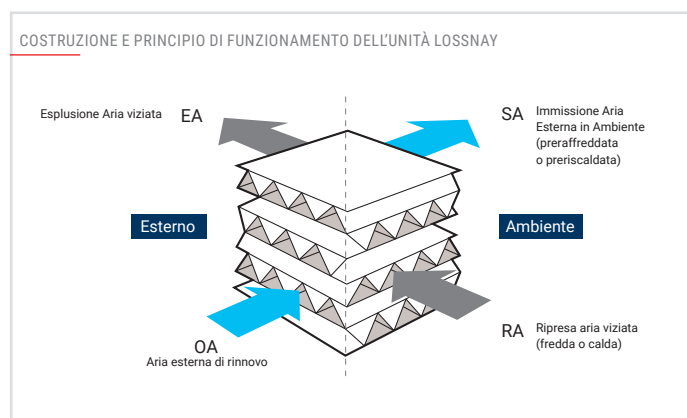 COSTRUZIONE E PRINCIPIO DI FUNZIONAMENTO DELL'UNITÀ LOSSNAY
Esplusione Aria viziata EA
SA Immissione Aria
Esterna in Ambiente
(preraffreddata
o preriscaldata)
Esterno
Ambiente
OA
Aria esterna di rinnovo
RA Ripresa aria viziata
(fredda o calda)